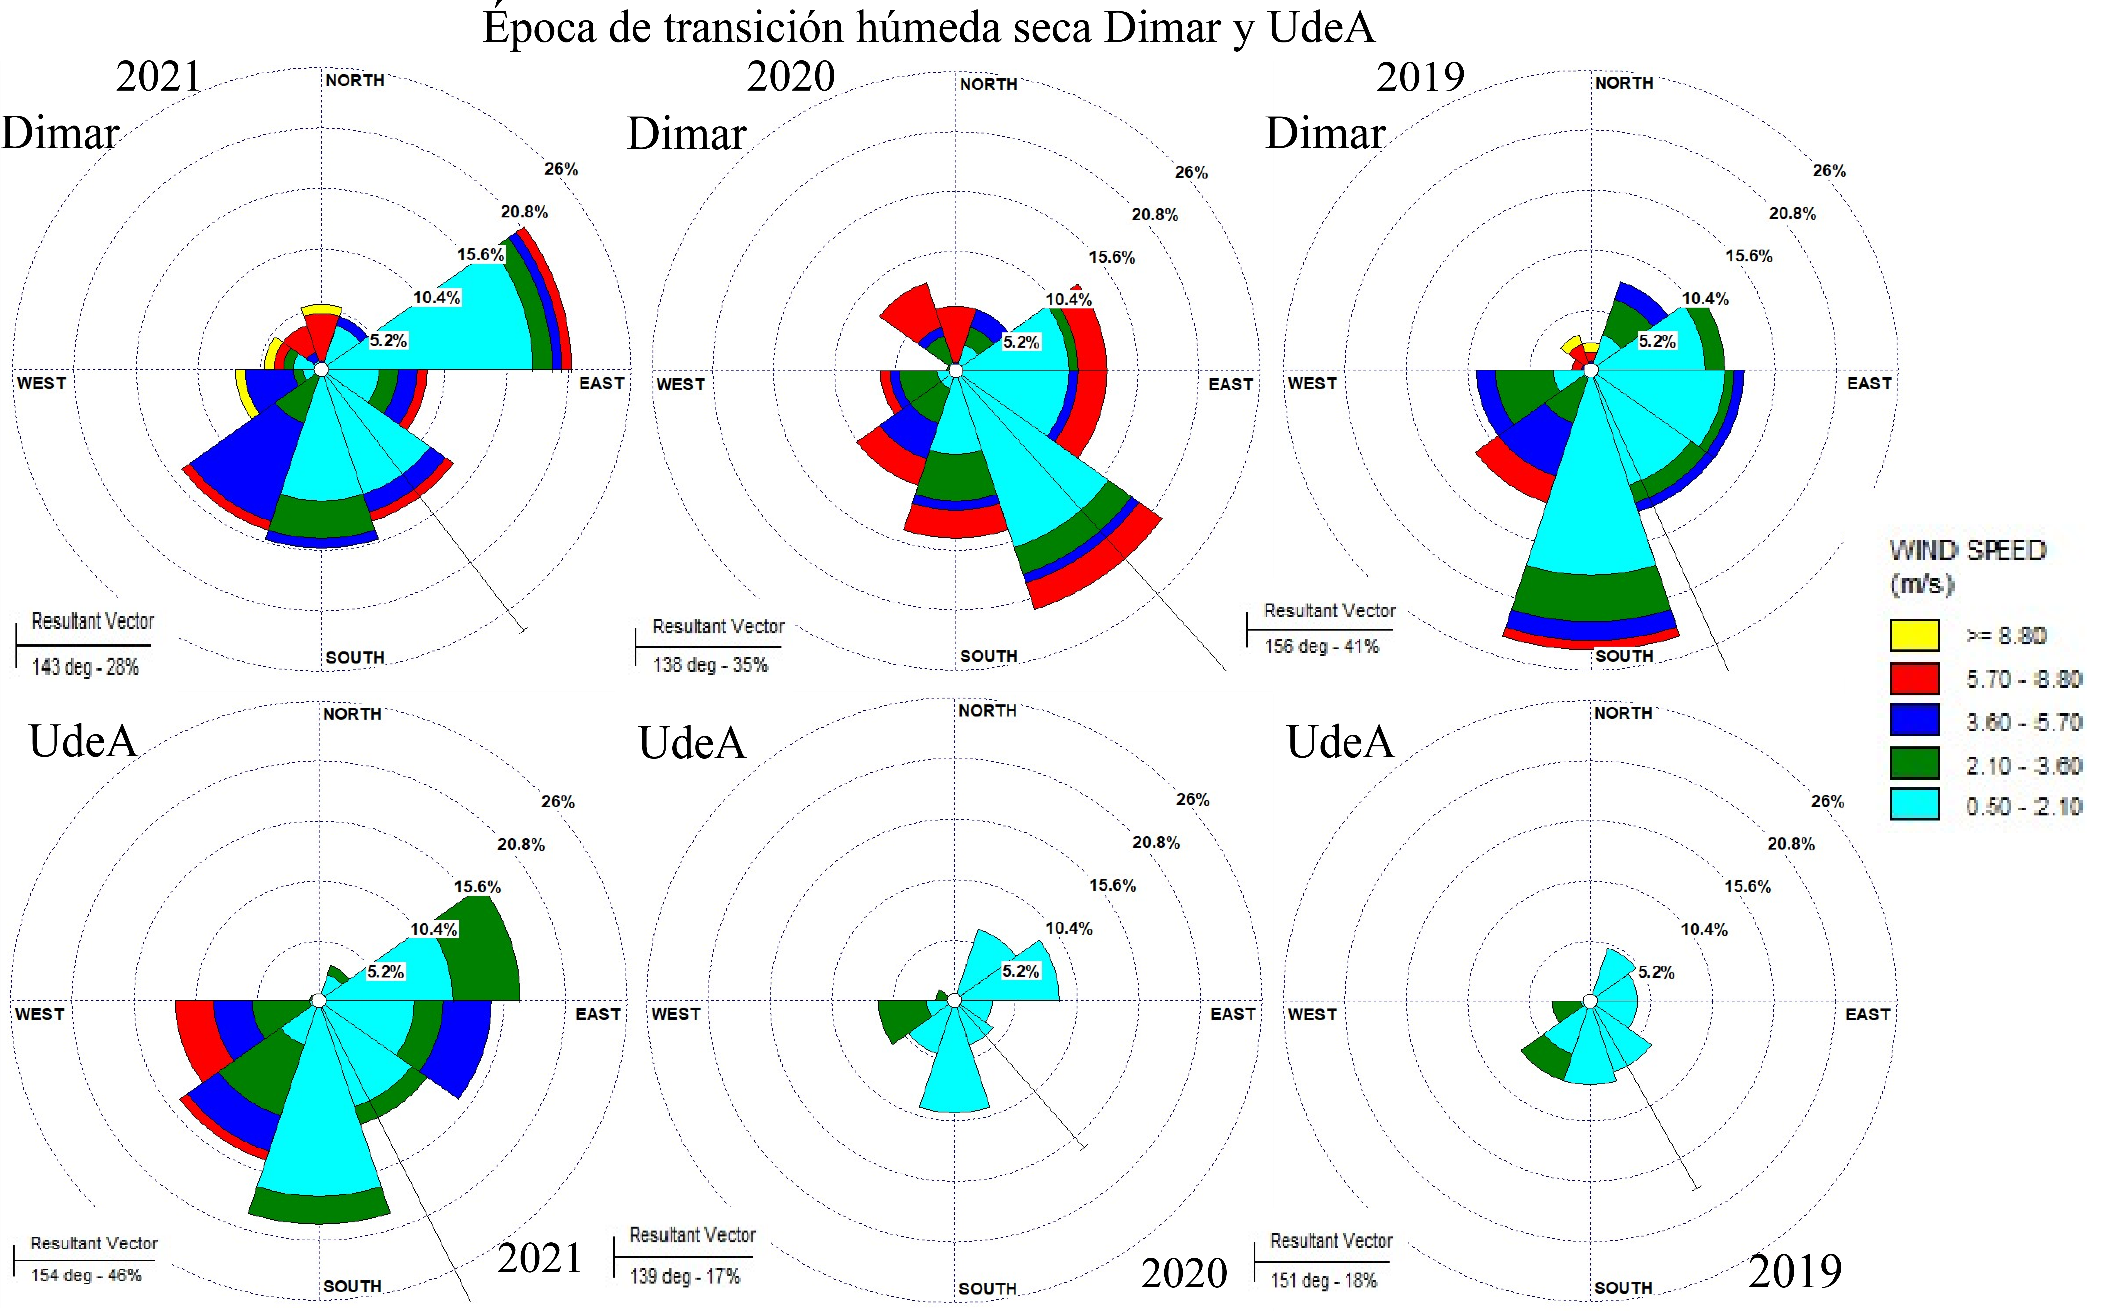 Época de transición húmeda seca Dimar y UdeA
2021
2020
2019
Dimar
Dimar
Dimar
NORTH
26%
20.8%
15.6%
10.4%
5.2%
WEST
EAST
SOUTH
Resultant Vector
143 deg - 28%
NORTH
26%
20.8%
15.6%
10.4%
5.2%
WEST
EAST
SOUTH
Resultant Vector
138 deg - 35%
NORTH
26%
20.8%
15.6%
10.4%
5.2%
WEST
EAST
SOUTH
Resultant Vector
156 deg - 41%
WIND SPEED
(m/s)
>= 8.80
5.70 - 8.80
3.60 - 5.70
2.10 - 3.60
0.50 - 2.10
UdeA
NORTH
26%
20.8%
15.6%
10.4%
5.2%
WEST
EAST
SOUTH
Resultant Vector
154 deg - 46%
2021
UdeA
NORTH
26%
20.8%
15.6%
10.4%
5.2%
WEST
EAST
SOUTH
Resultant Vector
139 deg - 17%
2020
UdeA
NORTH
26%
20.8%
15.6%
10.4%
5.2%
WEST
EAST
SOUTH
Resultant Vector
151 deg - 18%
2019